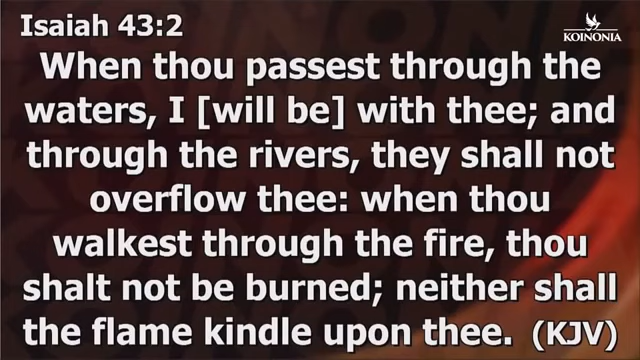 Isaiah 43:2
KOINONIA
When thou passest through the
waters, I [will be] with thee; and
through the rivers, they shall not
overflow thee: when thou
walkest through the fire, thou
shalt not be burned; neither shall
the flame kindle upon thee. (KJV)